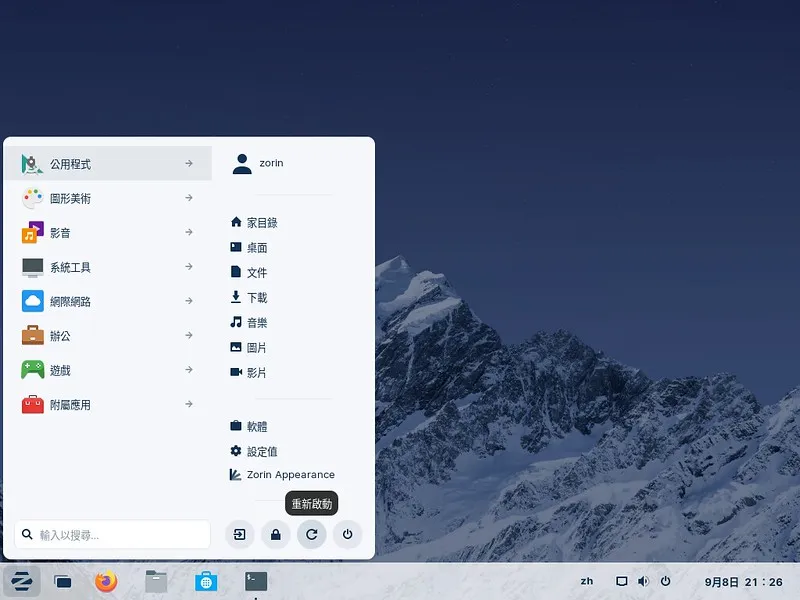 公用程式
圖形美術
影音
系統工具
網際網路
辦公
遊戲
附屬應用
輸入以搜尋...
zorin
家目錄
桌面
文件
下載
音樂
圖片
影片
軟體
設定值
Zorin Appearance
重新啟動
zh
9月8日 21：26